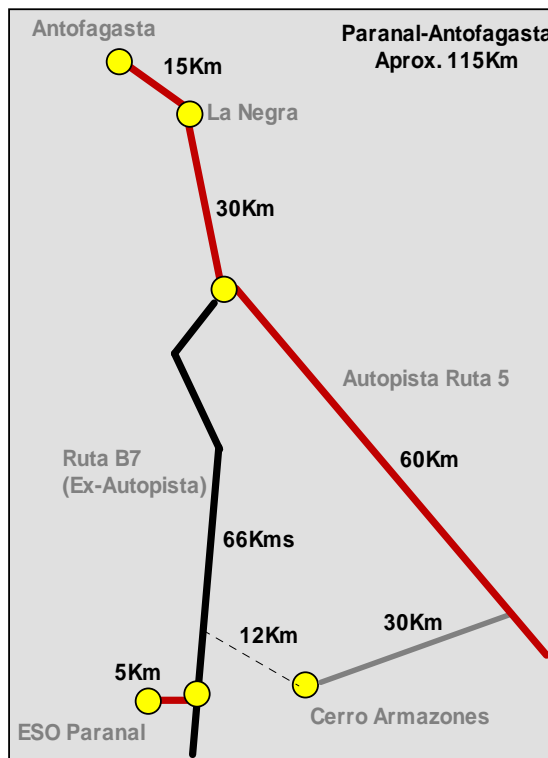 Antofagasta
Paranal-Antofagasta
Aprox. 115Km
15Km
La Negra
30Km
Autopista Ruta 5
Ruta B7
(Ex-Autopista)
60Km
66Kms
12Km
30Km
5Km
ESO Paranal
Cerro Armazones